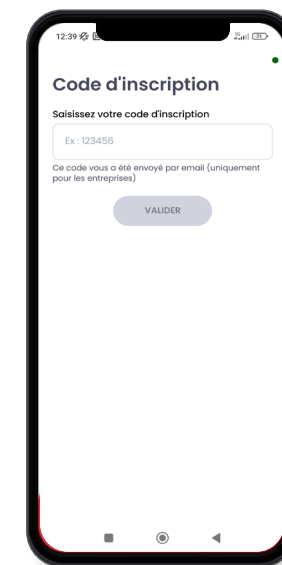 12:39
Code d'inscription
Saisissez votre code d'inscription
Ex : 123456
Ce code vous a été envoyé par email (uniquement
pour les entreprises)
VALIDER